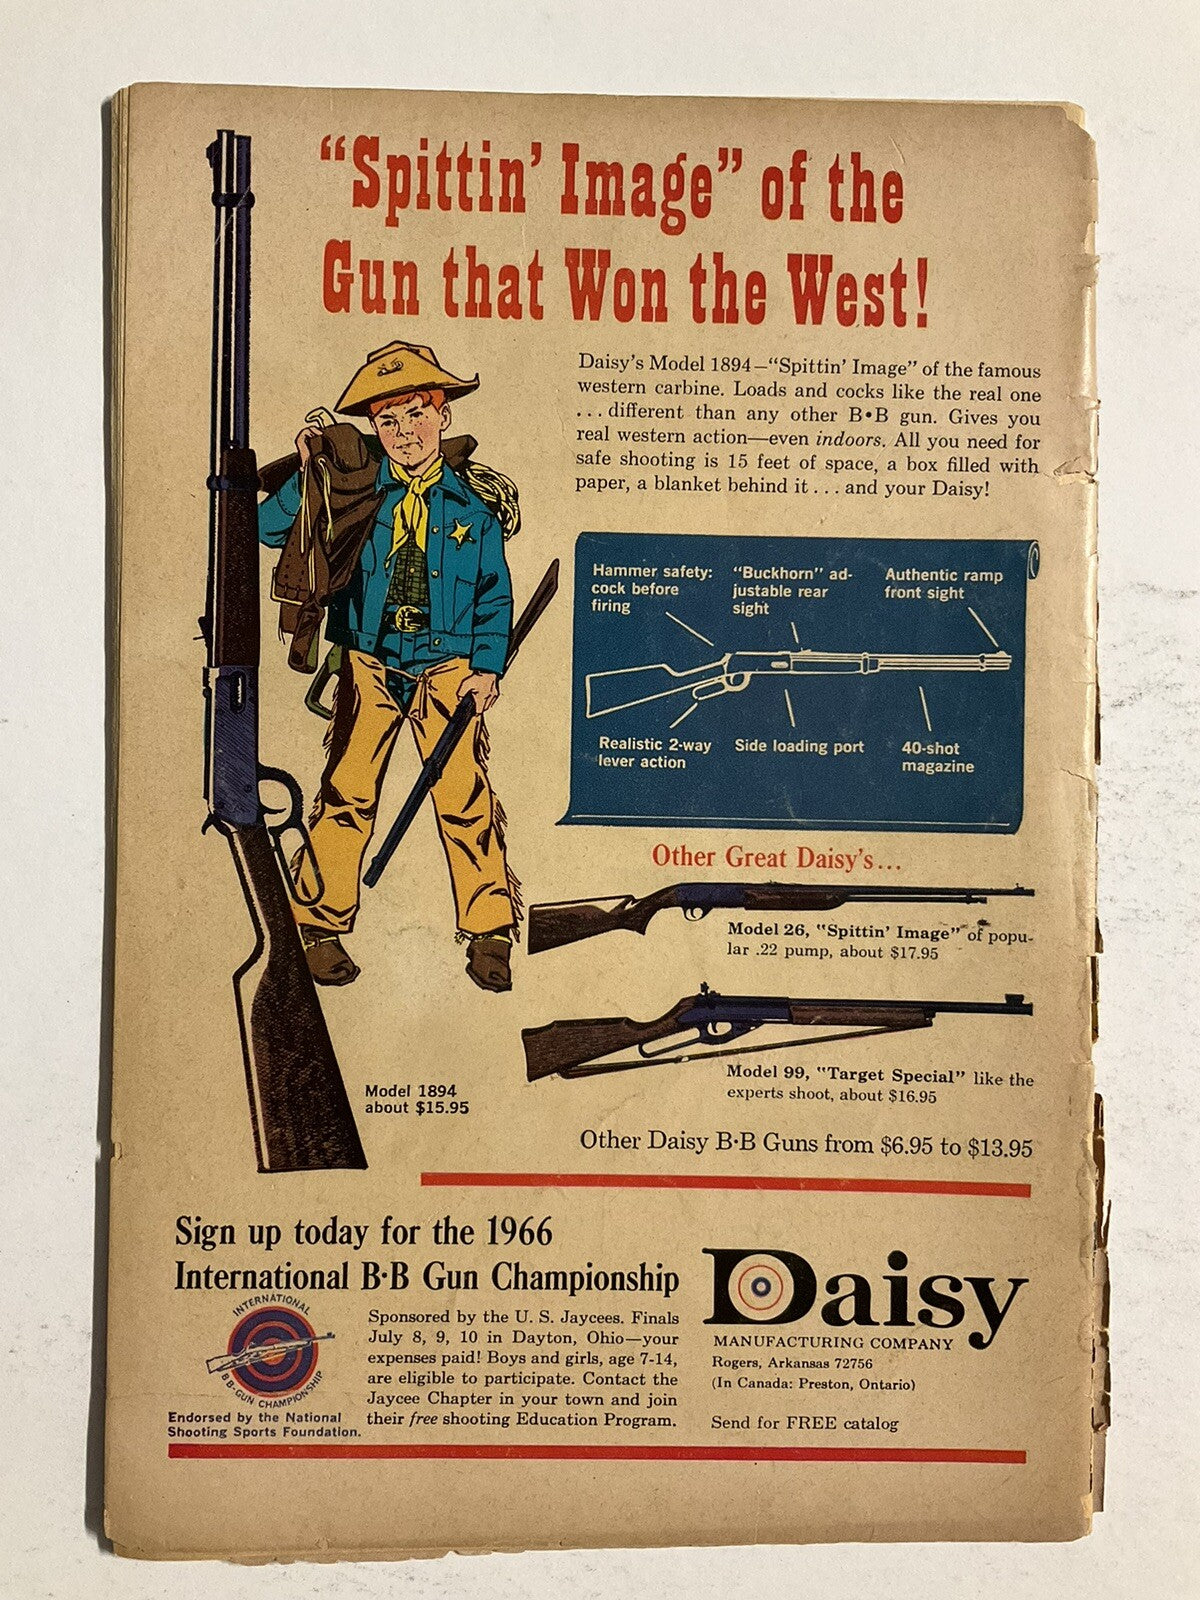 “Spittin’ Image” of the
Gun that Won the West!
Daisy’s Model 1894—“Spittin’ Image” of the famous
western carbine. Loads and cocks like the real one
... different than any other B•B gun. Gives you
real western action—even indoors. All you need for
safe shooting is 15 feet of space, a box filled with
paper, a blanket behind it ... and your Daisy!
Hammer safety:
cock before
firing
"Buckhorn" ad-
justable rear
sight
Authentic ramp
front sight
Realistic 2-way
lever action
Side loading port
40-shot
magazine
Other Great Daisy's...
Model 26, "Spittin' Image" of popu-
lar .22 pump, about $17.95
Model 99, "Target Special" like the
experts shoot, about $16.95
Model 1894
about $15.95
Other Daisy B·B Guns from $6.95 to $13.95
Sign up today for the 1966
International B·B Gun Championship
INTERNATIONAL
BB-GUN CHAMPIONSHIP
Endorsed by the National
Shooting Sports Foundation.
Sponsored by the U. S. Jaycees. Finals
July 8, 9, 10 in Dayton, Ohio—your
expenses paid! Boys and girls, age 7-14,
are eligible to participate. Contact the
Jaycee Chapter in your town and join
their free shooting Education Program.
Daisy
MANUFACTURING COMPANY
Rogers, Arkansas 72756
(In Canada: Preston, Ontario)
Send for FREE catalog